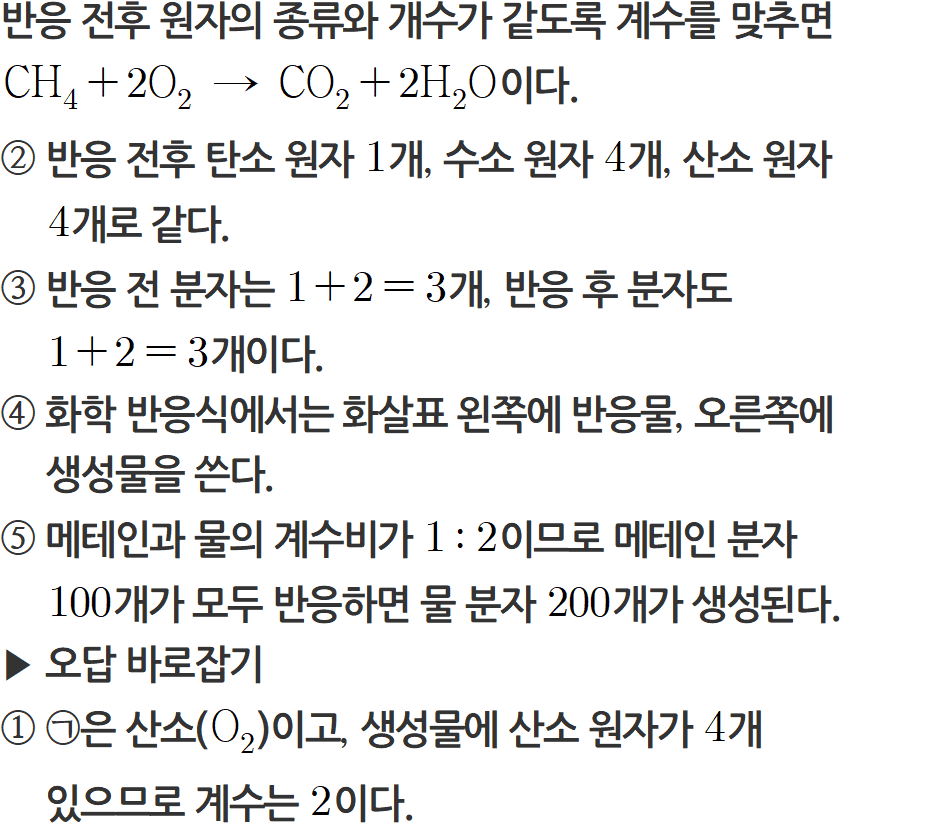 반응 전후 원자의 종류와 개수가 같도록 계수를 맞추면
CH₄+2O₂ → CO₂+2H₂O이다.
② 반응 전후 탄소 원자 1개, 수소 원자 4개, 산소 원자
4개로 같다.
③ 반응 전 분자는 1+2=3개, 반응 후 분자도
1+2=3개이다.
④ 화학 반응식에서는 화살표 왼쪽에 반응물, 오른쪽에
생성물을 쓴다.
⑤ 메테인과 물의 계수비가 1 : 2이므로 메테인 분자
100개가 모두 반응하면 물 분자 200개가 생성된다.
▶ 오답 바로잡기
① ㉠은 산소(O₂)이고, 생성물에 산소 원자가 4개
있으므로 계수는 2이다.